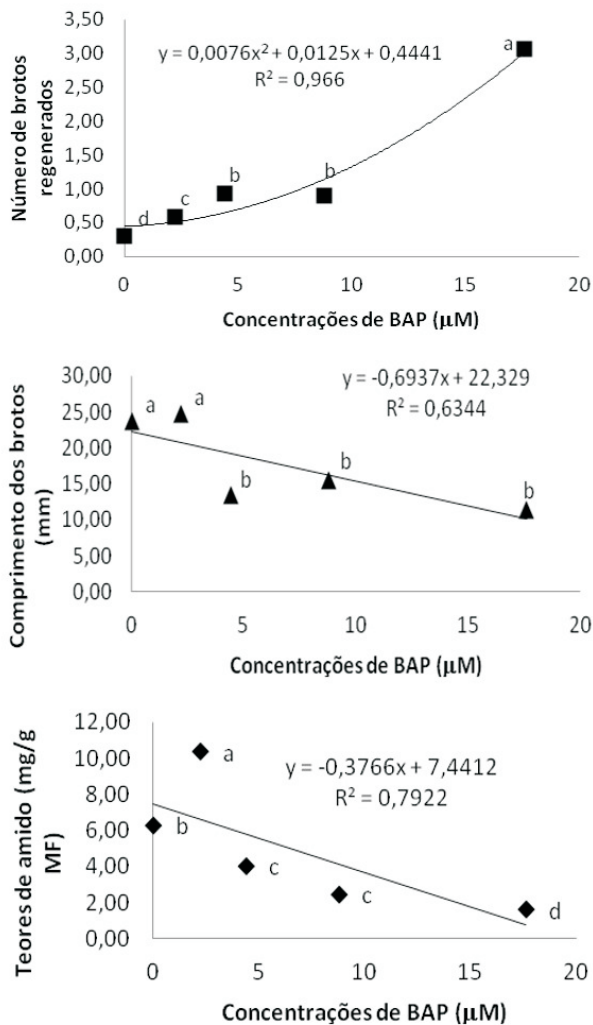 3,50
3,00
2,50
2,00
1,50
1,00
0,50
0,00
Número de brotos
regenerados
y = 0,0076x² + 0,0125x + 0,4441
R² = 0,966
a
b
b
c
d
0
5
10
15
20
Concentrações de BAP (µM)
30,00
25,00
20,00
15,00
10,00
5,00
0,00
Comprimento dos brotos
(mm)
y = -0,6937x + 22,329
R² = 0,6344
a
a
b
b
b
0
5
10
15
20
Concentrações de BAP (µM)
12,00
10,00
8,00
6,00
4,00
2,00
0,00
Teores de amido (mg/g
MF)
y = -0,3766x + 7,4412
R² = 0,7922
a
b
c
c
d
0
5
10
15
20
Concentrações de BAP (µM)